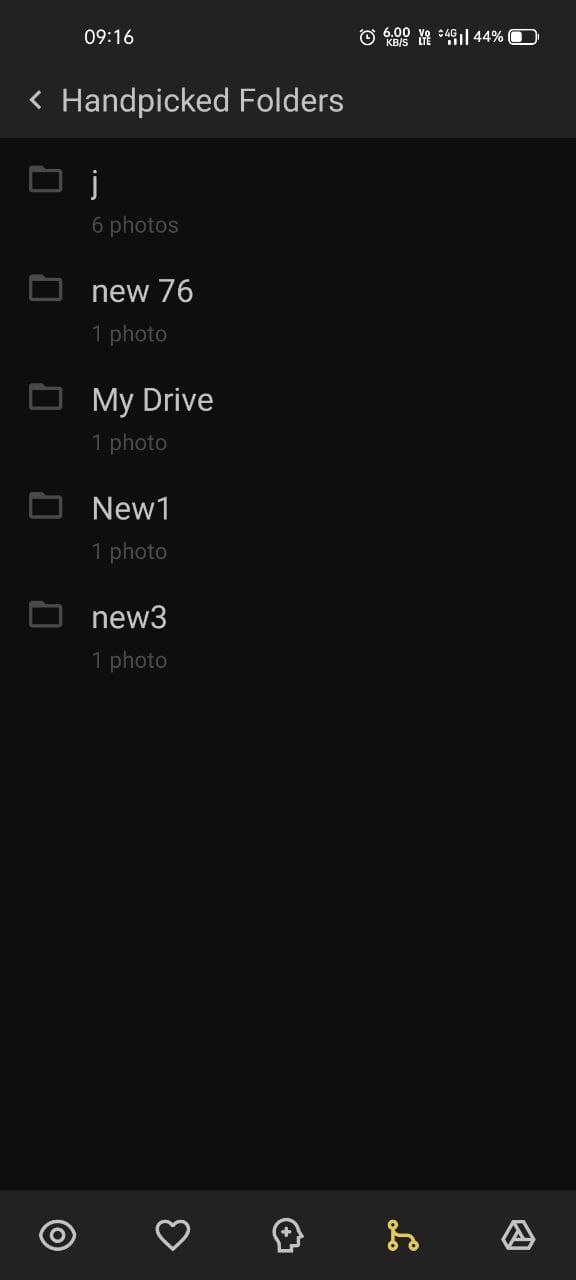 09:16
6.00 KB/S Vo LTE 4G 44%
Handpicked Folders
j
6 photos
new 76
1 photo
My Drive
1 photo
New1
1 photo
new3
1 photo